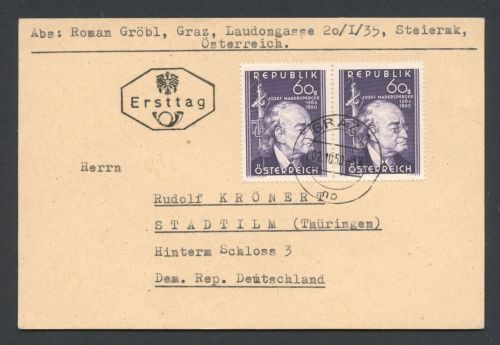 Abs: Roman Gröbl, Graz, Laudongasse 20/I/35, Steiermk,
Österreich.
Ersttag
REPUBLIK
60g
JOSEF MADERSPERGER
1768
1850
ÖSTERREICH
REPUBLIK
60g
JOSEF MADERSPERGER
1768
1850
ÖSTERREICH
GRAZ
Herrn
Rudolf KRÖNERT
STADTILM (Thüringen)
Hinterm Schloss 3
Dem. Rep. Deutschland